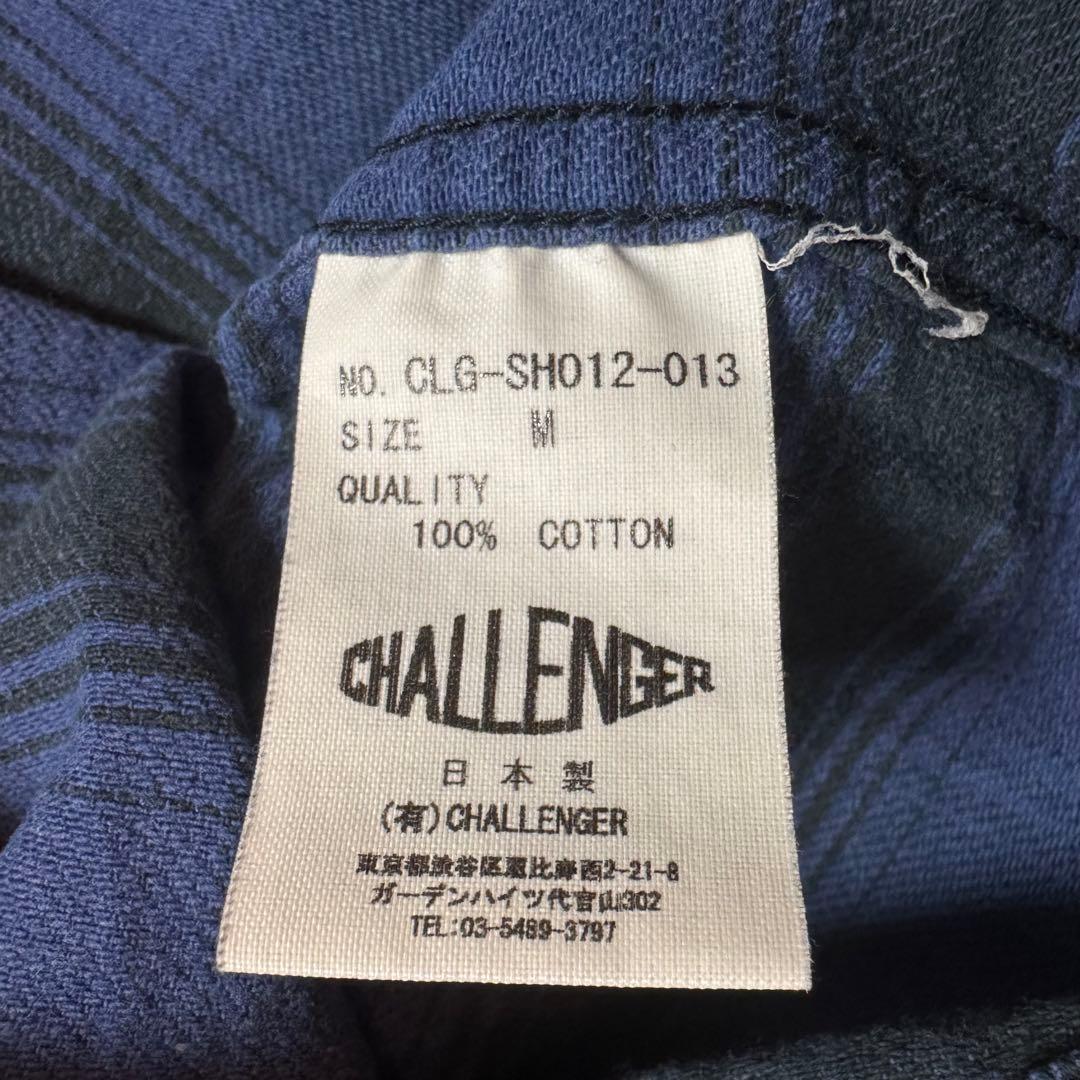 NO. CLG-SH012-013
SIZE M
QUALITY
100% COTTON
CHALLENGER
日本製
(有)CHALLENGER
東京都渋谷区恵比寿西2-21-8
ガーデンハイツ代官山302
TEL:03-5489-3797